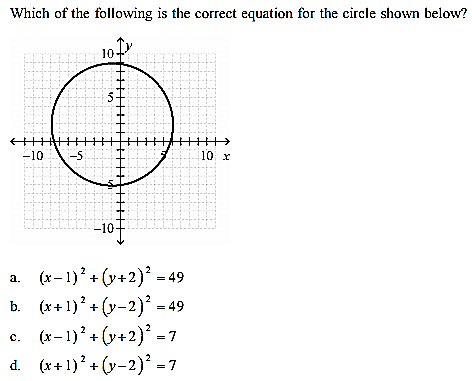 Which of the following is the correct equation for the circle shown below?
10 y
5
-10 -5 5 10 x
-5
-10
a. (x-1)² + (y+2)² = 49
b. (x+1)² + (y-2)² = 49
c. (x-1)² + (y+2)² = 7
d. (x+1)² + (y-2)² = 7